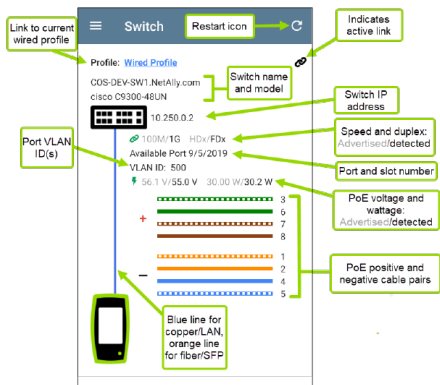 Link to current
wired profile
Switch
Restart icon
Indicates
active link
Profile: Wired Profile
COS-DEV-SW1.NetAlly.com
cisco C9300-48UN
Switch name
and model
10.250.0.2
Switch IP
address
100M/1G HDx/FDx
Speed and duplex:
Advertised/detected
Port VLAN
ID(s)
Available Port 9/5/2019
VLAN ID: 500
Port and slot number
56.1 V/55.0 V 30.00 W/30.2 W
PoE voltage and
wattage:
Advertised/detected
3
6
+
7
8
1
–
2
4
5
PoE positive and
negative cable pairs
Blue line for
copper/LAN,
orange line
for fiber/SFP